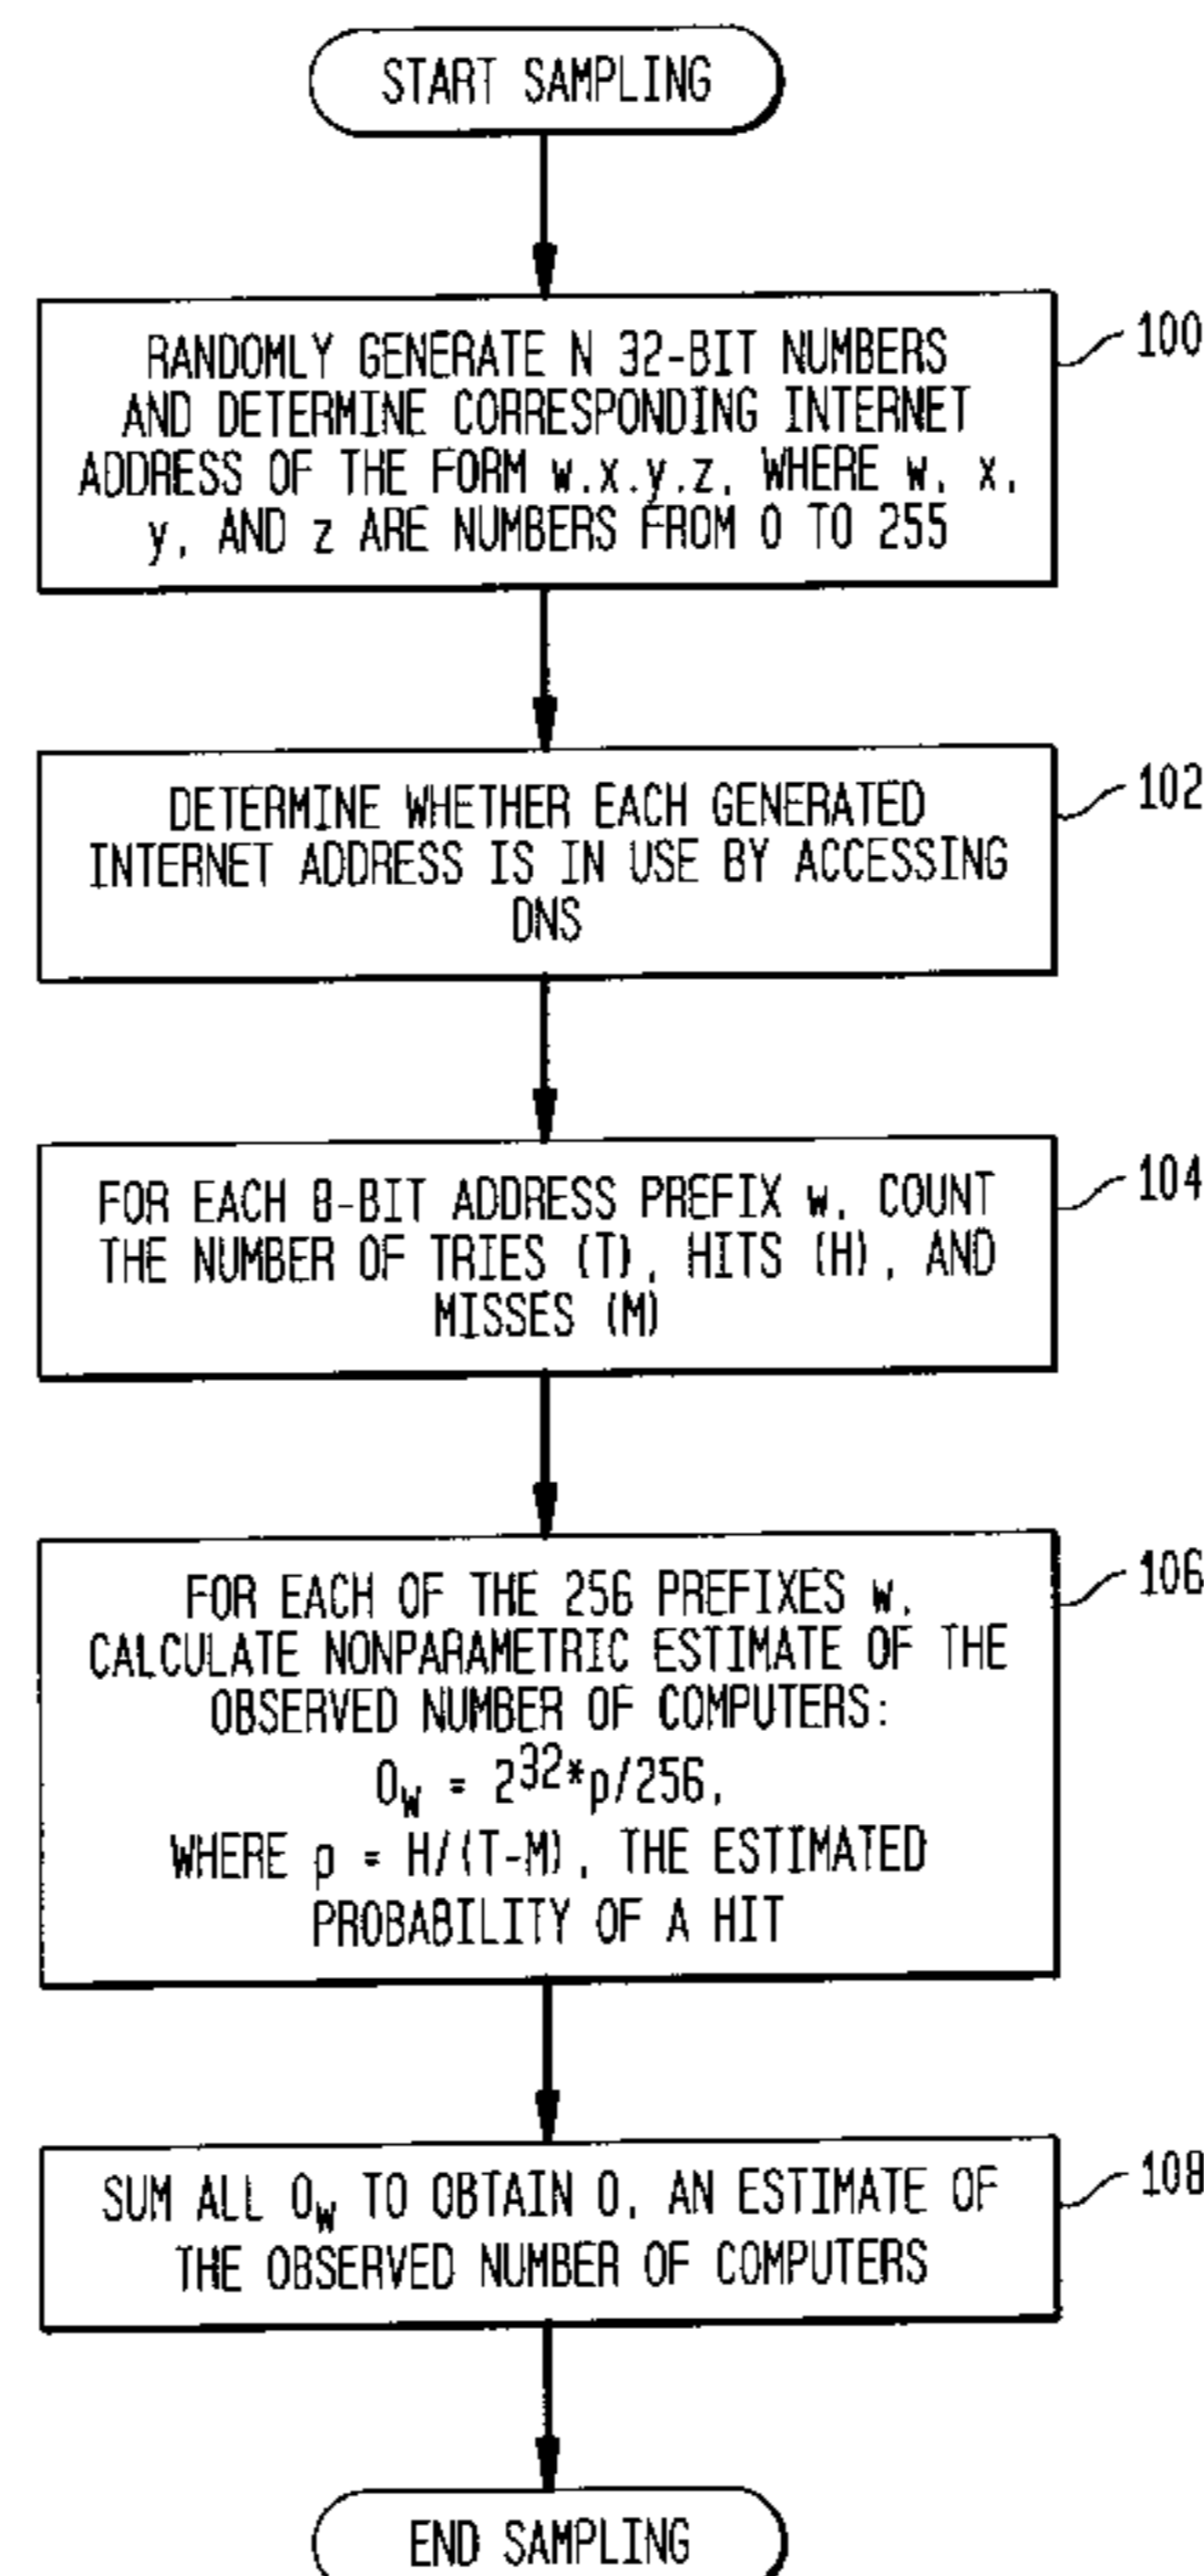 START SAMPLING
RANDOMLY GENERATE N 32-BIT NUMBERS
AND DETERMINE CORRESPONDING INTERNET
ADDRESS OF THE FORM w.x.y.z, WHERE w, x,
y, AND z ARE NUMBERS FROM 0 TO 255
100
DETERMINE WHETHER EACH GENERATED
INTERNET ADDRESS IS IN USE BY ACCESSING
DNS
102
FOR EACH 8-BIT ADDRESS PREFIX w, COUNT
THE NUMBER OF TRIES (T), HITS (H), AND
MISSES (M)
104
FOR EACH OF THE 256 PREFIXES w,
CALCULATE NONPARAMETRIC ESTIMATE OF THE
OBSERVED NUMBER OF COMPUTERS:
O_w = 2^32*p/256,
WHERE p = H/(T-M), THE ESTIMATED
PROBABILITY OF A HIT
106
SUM ALL O_w TO OBTAIN O, AN ESTIMATE OF
THE OBSERVED NUMBER OF COMPUTERS
108
END SAMPLING